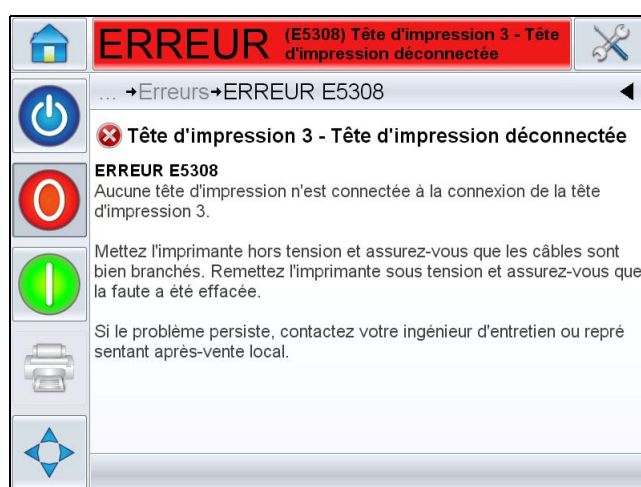 ERREUR
(E5308) Tête d'impression 3 - Tête
d'impression déconnectée
... →Erreurs→ERREUR E5308
Tête d'impression 3 - Tête d'impression déconnectée
ERREUR E5308
Aucune tête d'impression n'est connectée à la connexion de la tête
d'impression 3.
Mettez l'imprimante hors tension et assurez-vous que les câbles sont
bien branchés. Remettez l'imprimante sous tension et assurez-vous que
la faute a été effacée.
Si le problème persiste, contactez votre ingénieur d'entretien ou repré
sentant après-vente local.